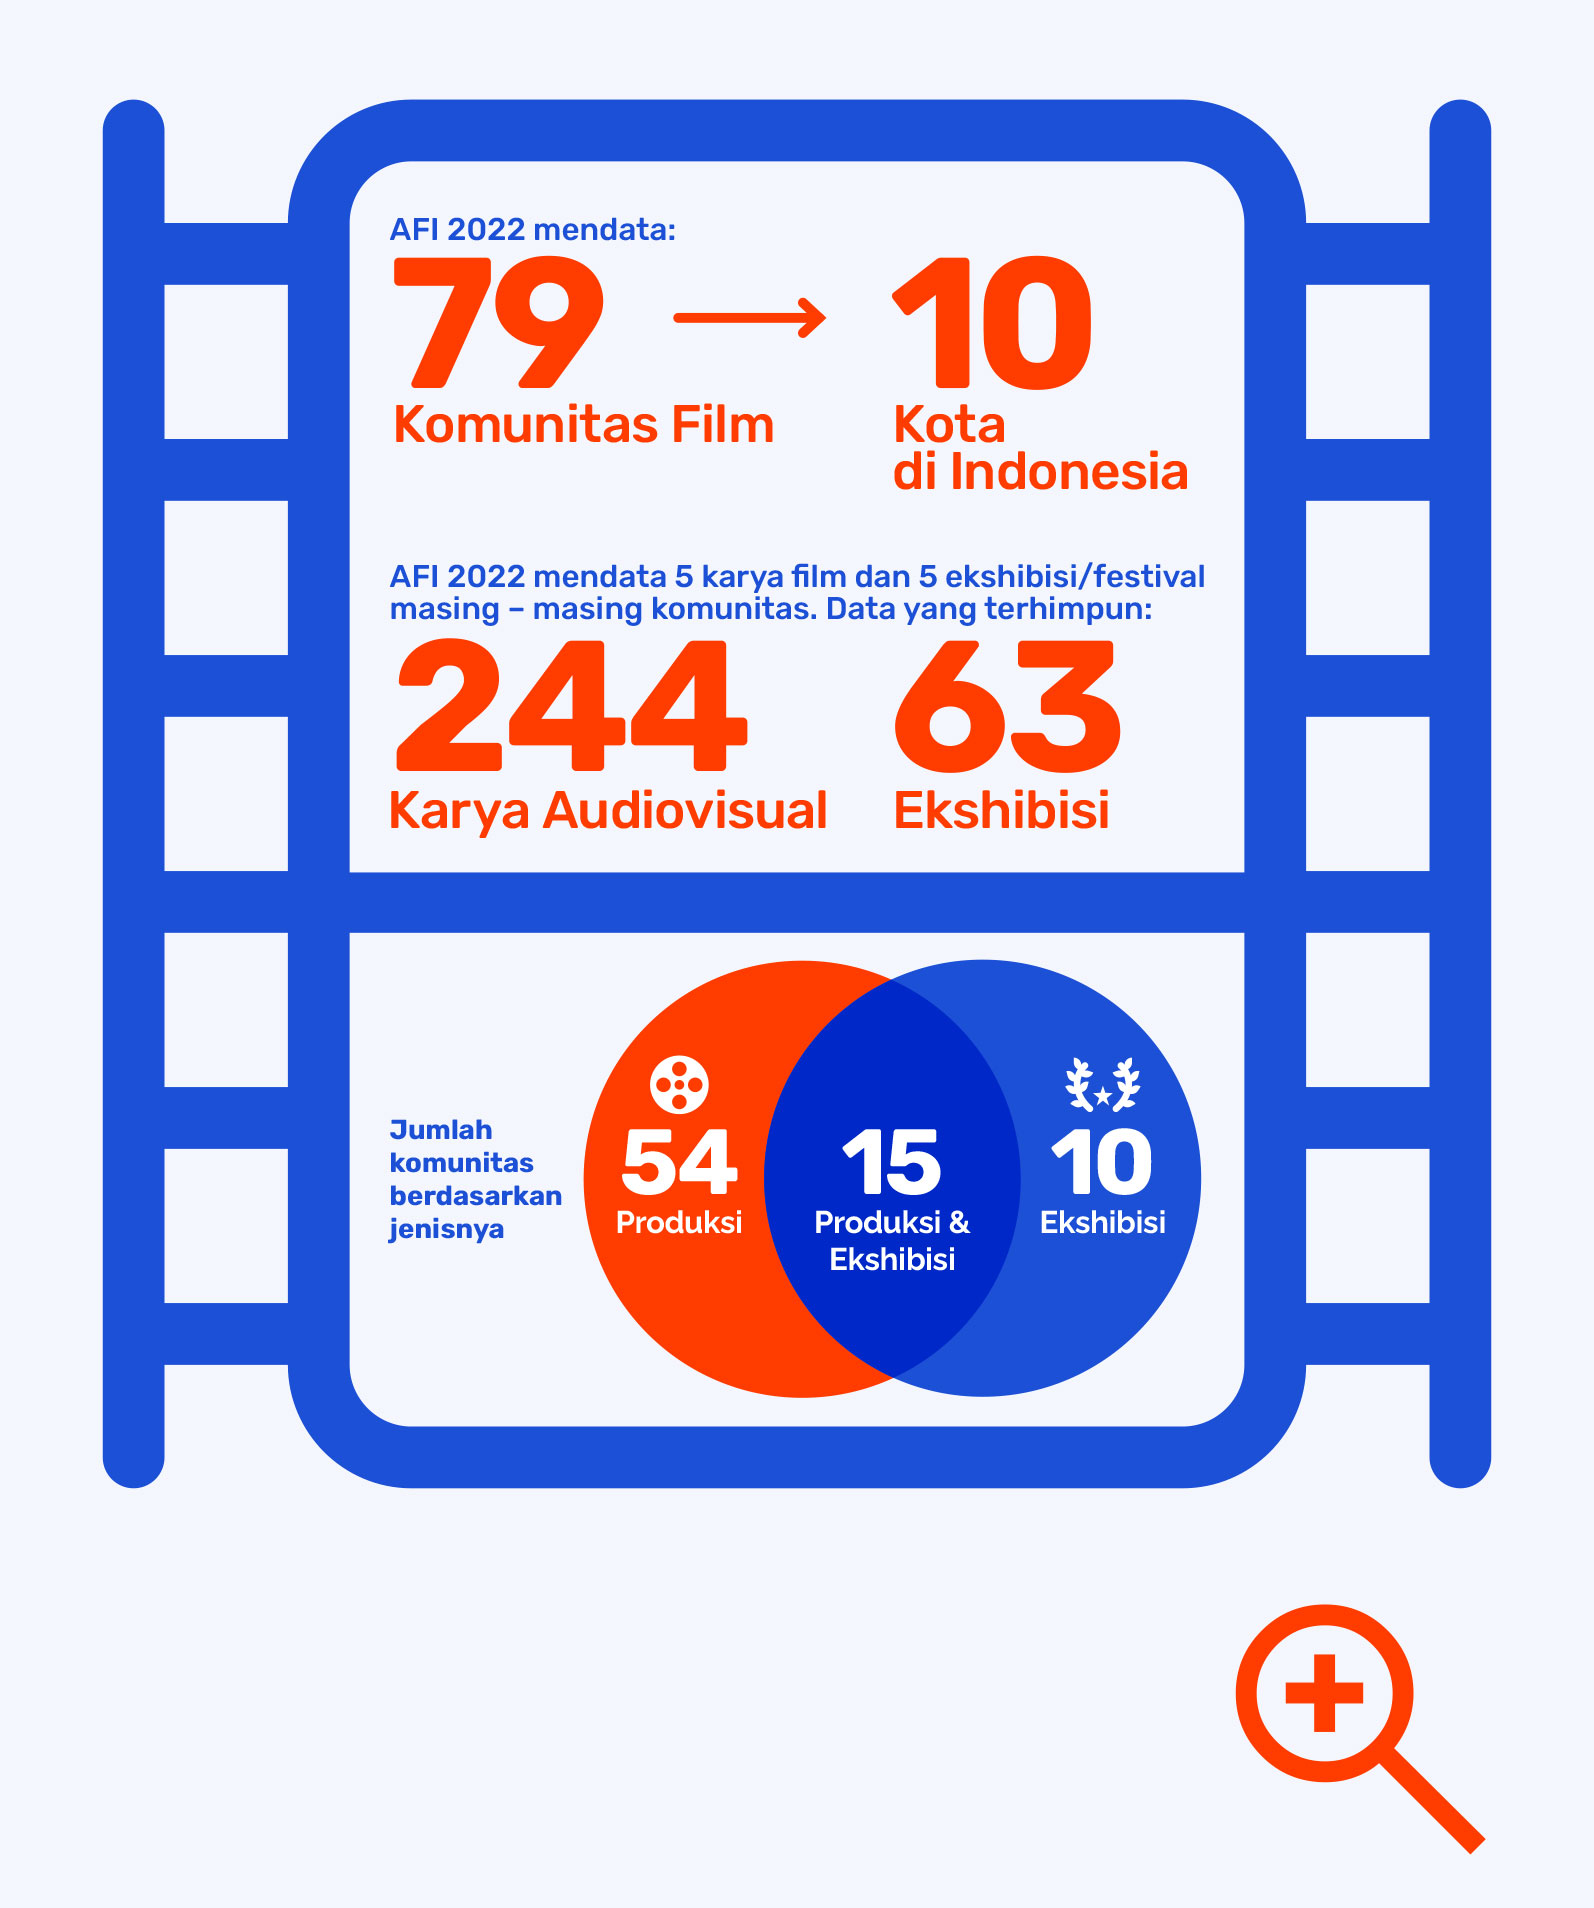 AFI 2022 mendata:
79
Komunitas Film
10
Kota
di Indonesia
AFI 2022 mendata 5 karya film dan 5 ekshibisi/festival
masing – masing komunitas. Data yang terhimpun:
244
Karya Audiovisual
63
Ekshibisi
Jumlah
komunitas
berdasarkan
jenisnya
54
Produksi
15
Produksi &
Ekshibisi
10
Ekshibisi